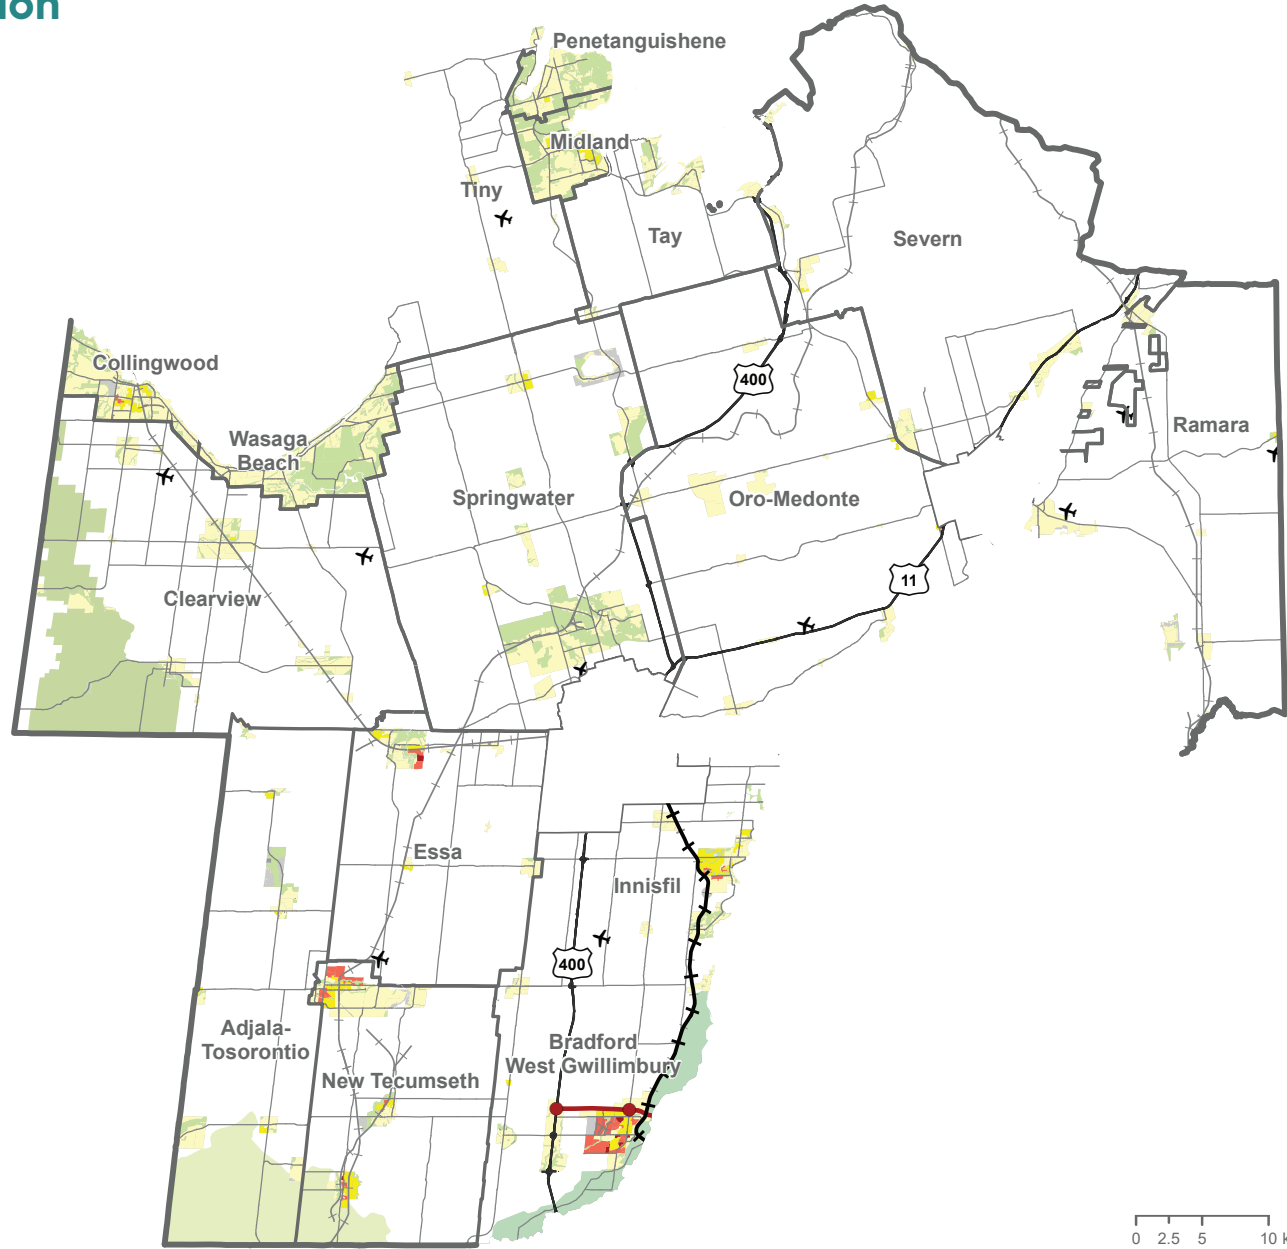 Penetanguishene
Midland
Tiny
Tay
Severn
Collingwood
400
Wasaga
Beach
Ramara
Springwater
Oro-Medonte
11
Clearview
Essa
Innisfil
400
Adjala-
Tosorontio
Bradford
West Gwillimbury
New Tecumseth
0 2.5 5 10